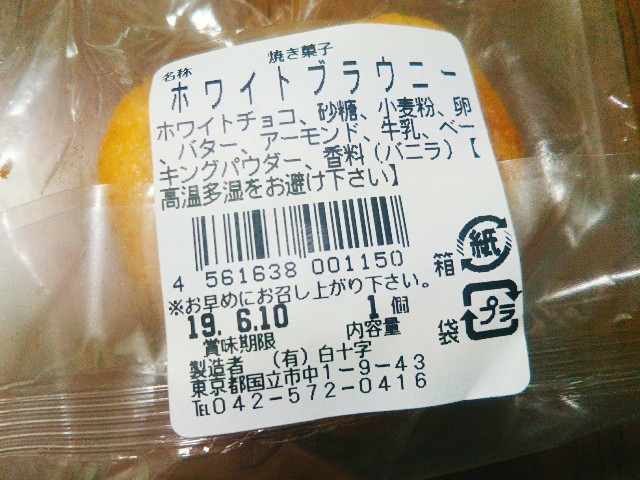 焼き菓子
名称
ホワイトブラウニー
ホワイトチョコ、砂糖、小麦粉、卵
、バター、アーモンド、牛乳、ベー
キングパウダー、香料(バニラ)【
高温多湿をお避け下さい】
4 561638 001150
※お早めにお召し上がり下さい。
19. 6.10 1個
賞味期限 内容量
製造者 (有)白十字
東京都国立市中1-9-43
TEL042-572-0416
紙
箱
プラ
袋